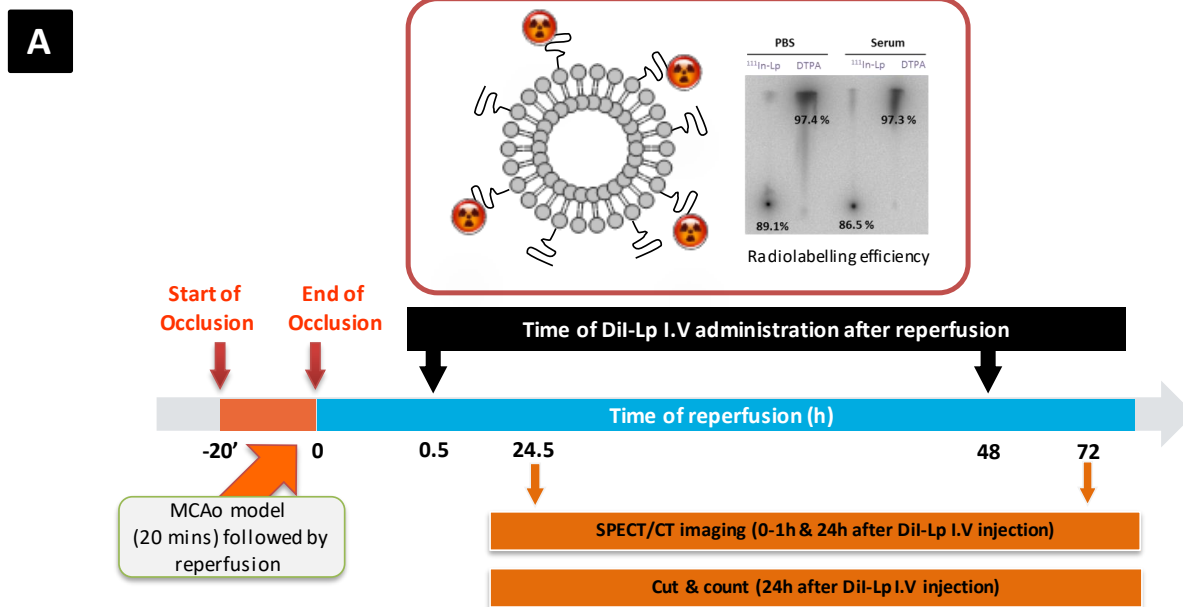 A
PBS
Serum
¹¹¹In-Lp
DTPA
¹¹¹In-Lp
DTPA
97.4 %
97.3 %
89.1%
86.5 %
Radiolabelling efficiency
Start of
Occlusion
End of
Occlusion
Time of DiI-Lp I.V administration after reperfusion
Time of reperfusion (h)
-20’
0
0.5
24.5
48
72
MCAo model
(20 mins) followed by
reperfusion
SPECT/CT imaging (0-1h & 24h after DiI-Lp I.V injection)
Cut & count (24h after DiI-Lp I.V injection)